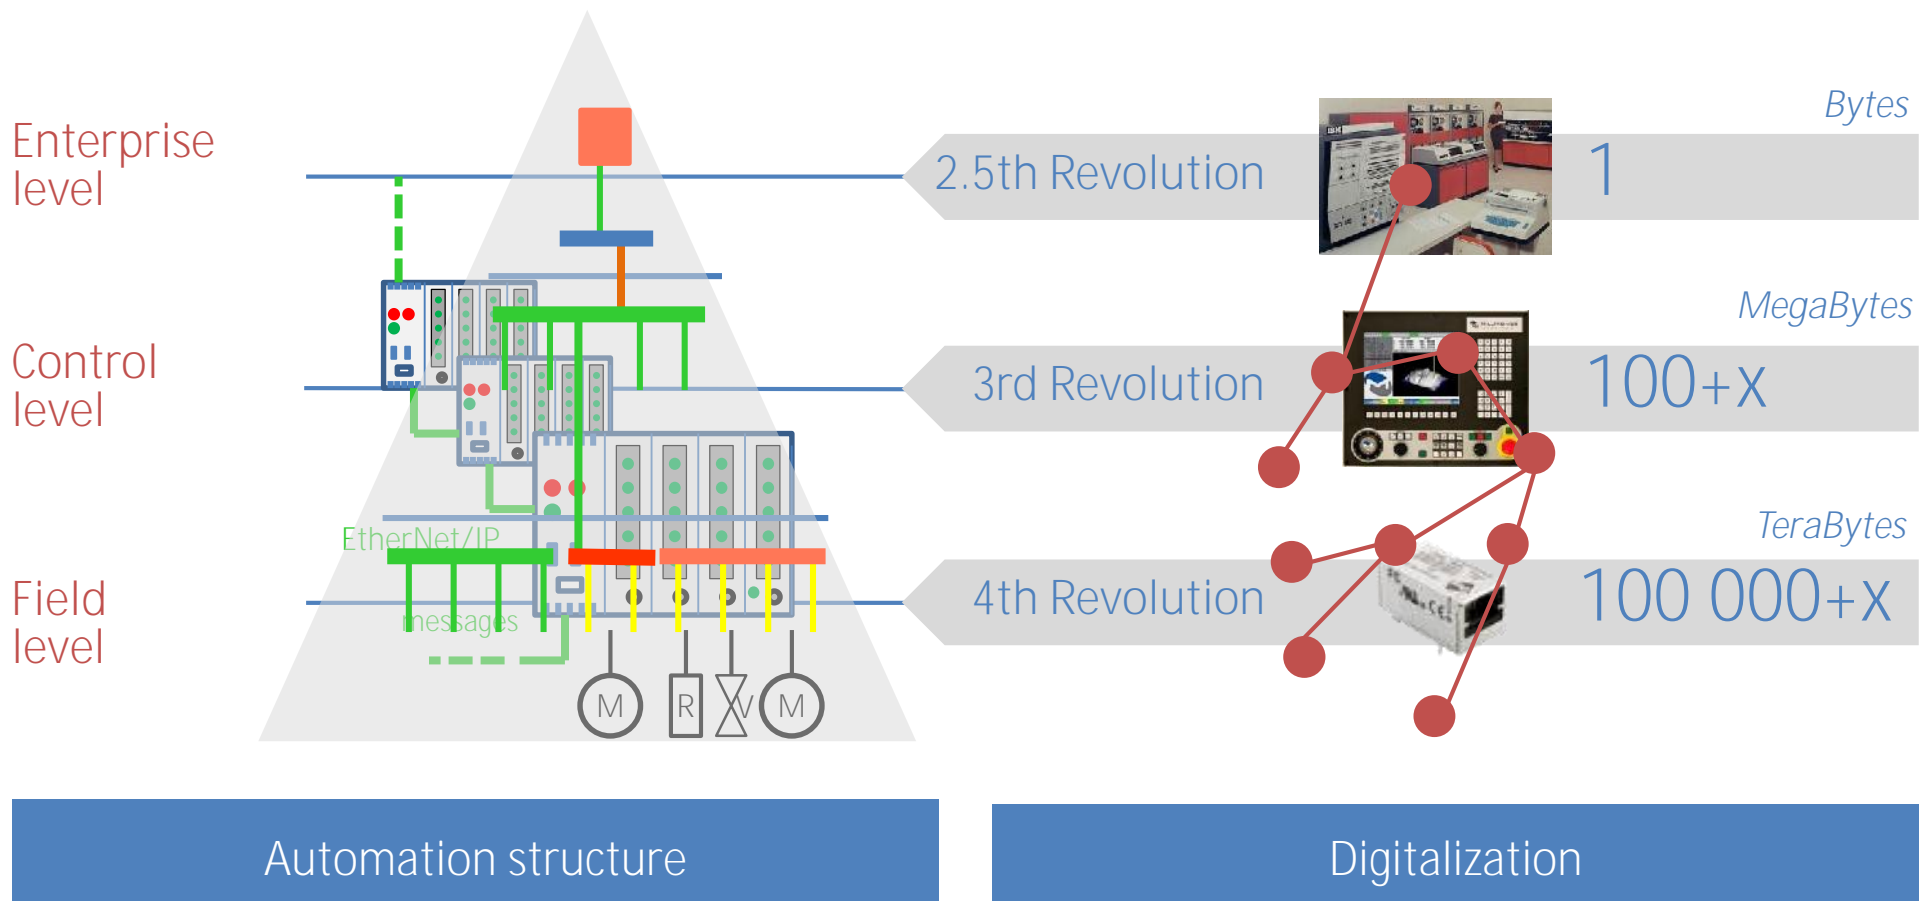 Bytes
Enterprise
level
2.5th Revolution
1
MegaBytes
Control
level
3rd Revolution
100+x
TeraBytes
EtherNet/IP
Field
level
4th Revolution
100 000+x
messages
M
R
V
M
Automation structure
Digitalization